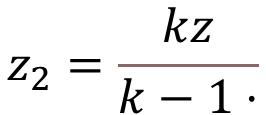 z₂ = kz / k − 1 ·